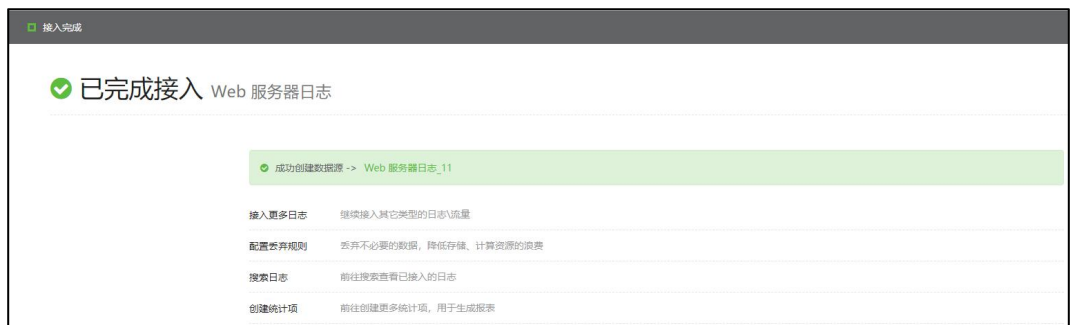 接入完成
已完成接入 Web 服务器日志
成功创建数据源 -> Web 服务器日志_11
接入更多日志 继续接入其它类型的日志\流量
配置丢弃规则 丢弃不必要的数据，降低存储、计算资源的浪费
搜索日志 前往搜索查看已接入的日志
创建统计项 前往创建更多统计项，用于生成报表